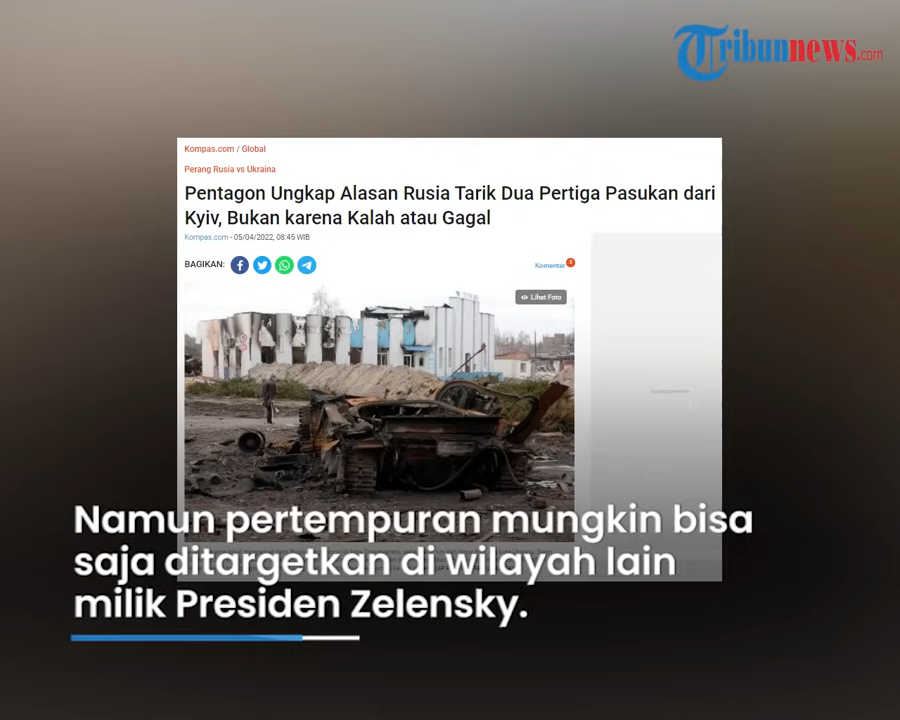 Tribunnews.com
Kompas.com / Global
Perang Rusia vs Ukraina
Pentagon Ungkap Alasan Rusia Tarik Dua Pertiga Pasukan dari
Kyiv, Bukan karena Kalah atau Gagal
Kompas.com - 05/04/2022, 08:45 WIB
BAGIKAN:
Komentar 3
Lihat Foto
Namun pertempuran mungkin bisa
saja ditargetkan di wilayah lain
milik Presiden Zelensky.